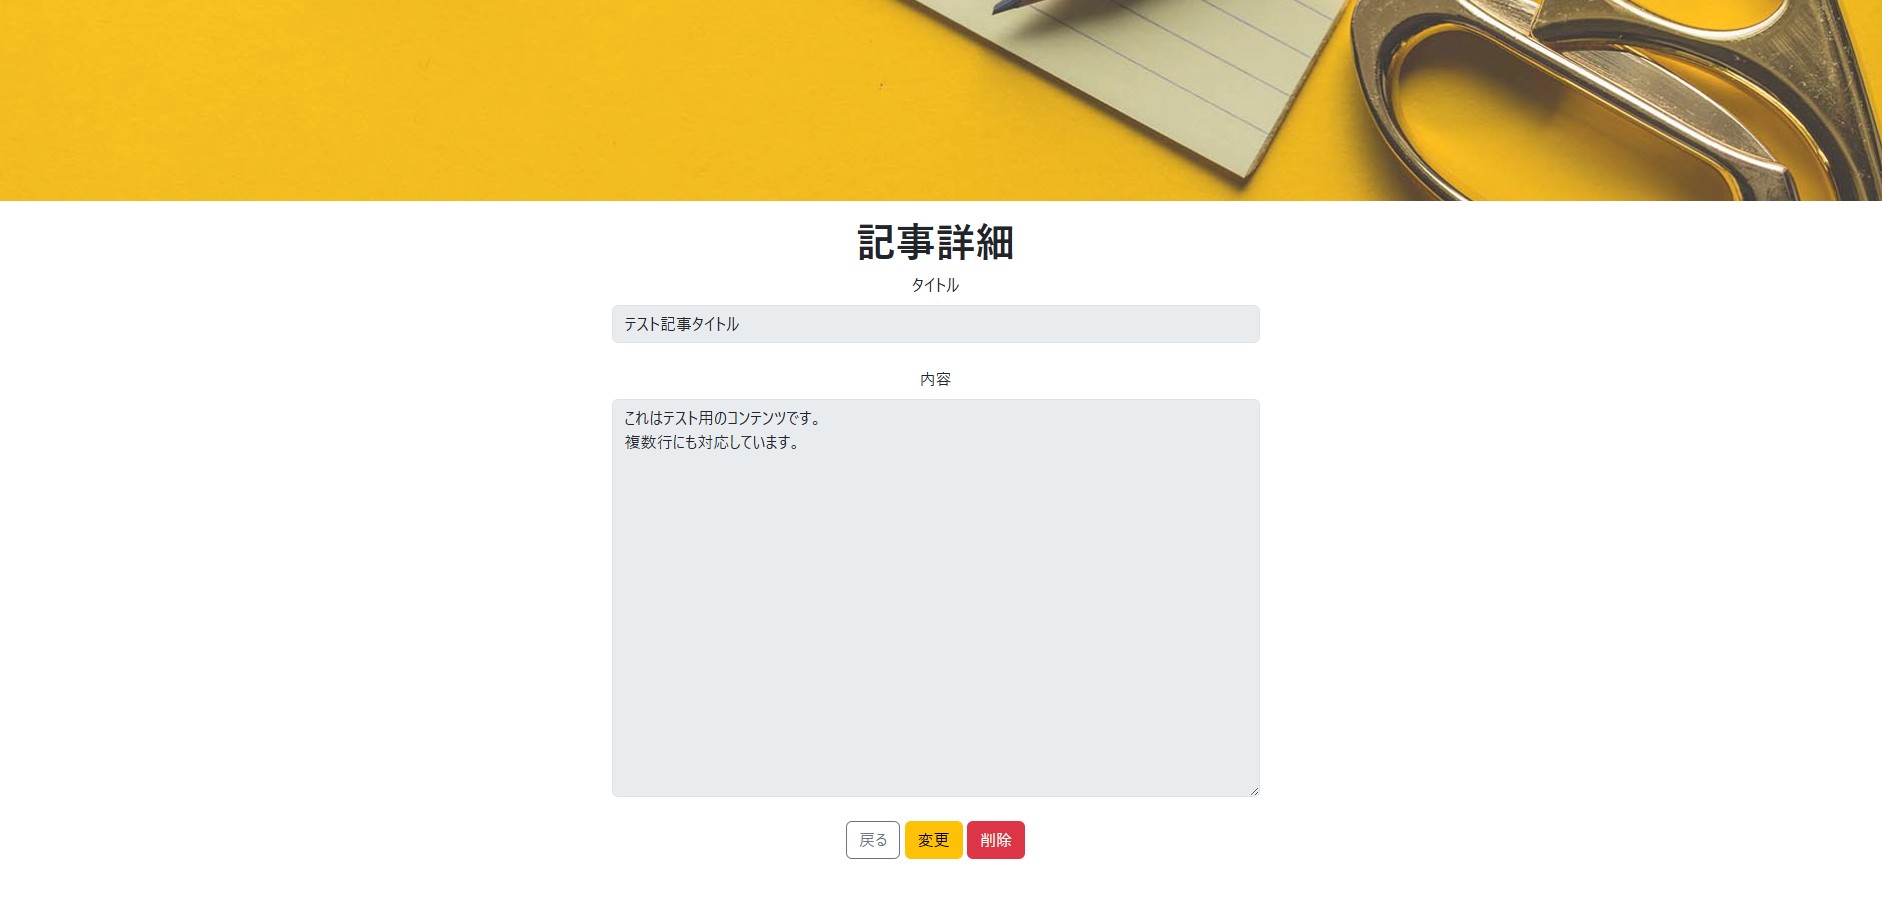 記事詳細
タイトル
テスト記事タイトル
内容
これはテスト用のコンテンツです。
複数行にも対応しています。
戻る 変更 削除